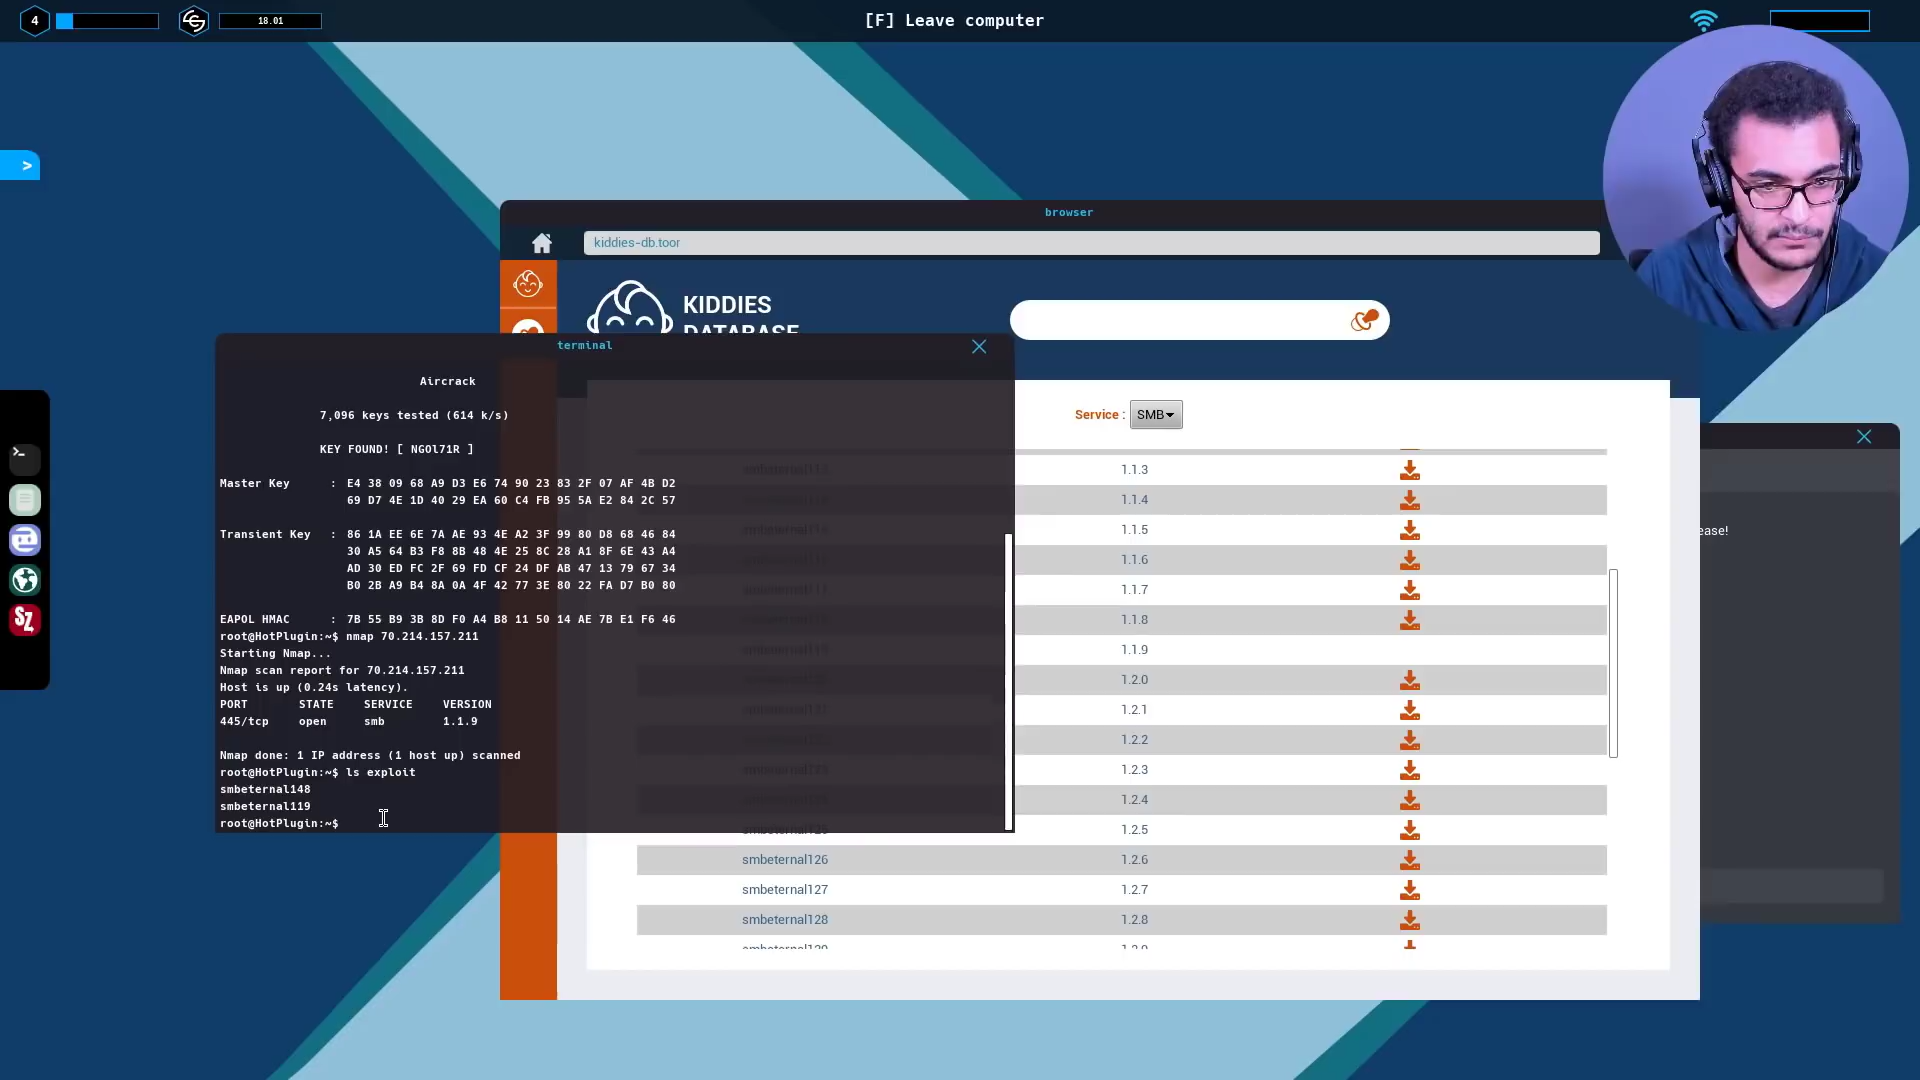 4
18.01
[F] Leave computer
>
browser
kiddies-db.toor
KIDDIES
DATABASE
terminal
Aircrack
7,096 keys tested (614 k/s)
KEY FOUND! [ NGOl71R ]
Master Key : E4 38 09 68 A9 D3 E6 74 90 23 83 2F 07 AF 4B D2
69 D7 4E 1D 40 29 EA 60 C4 FB 95 5A E2 84 2C 57
Transient Key : 86 1A EE 6E 7A AE 93 4E A2 3F 99 80 D8 68 46 84
30 A5 64 B3 F8 8B 48 4E 25 8C 28 A1 8F 6E 43 A4
AD 30 ED FC 2F 69 FD CF 24 DF AB 47 13 79 67 34
B0 2B A9 B4 8A 0A 4F 42 77 3E 80 22 FA D7 B0 80
EAPOL HMAC : 7B 55 B9 3B 8D F0 A4 B8 11 50 14 AE 7B E1 F6 46
root@HotPlugin:~$ nmap 70.214.157.211
Starting Nmap...
Nmap scan report for 70.214.157.211
Host is up (0.24s latency).
PORT STATE SERVICE VERSION
445/tcp open smb 1.1.9
Nmap done: 1 IP address (1 host up) scanned
root@HotPlugin:~$ ls exploit
smbeternal148
smbeternal119
root@HotPlugin:~$
Service : SMB
1.1.3
1.1.4
1.1.5
1.1.6
1.1.7
1.1.8
1.1.9
1.2.0
1.2.1
1.2.2
1.2.3
1.2.4
1.2.5
smbeternal126 1.2.6
smbeternal127 1.2.7
smbeternal128 1.2.8
ease!